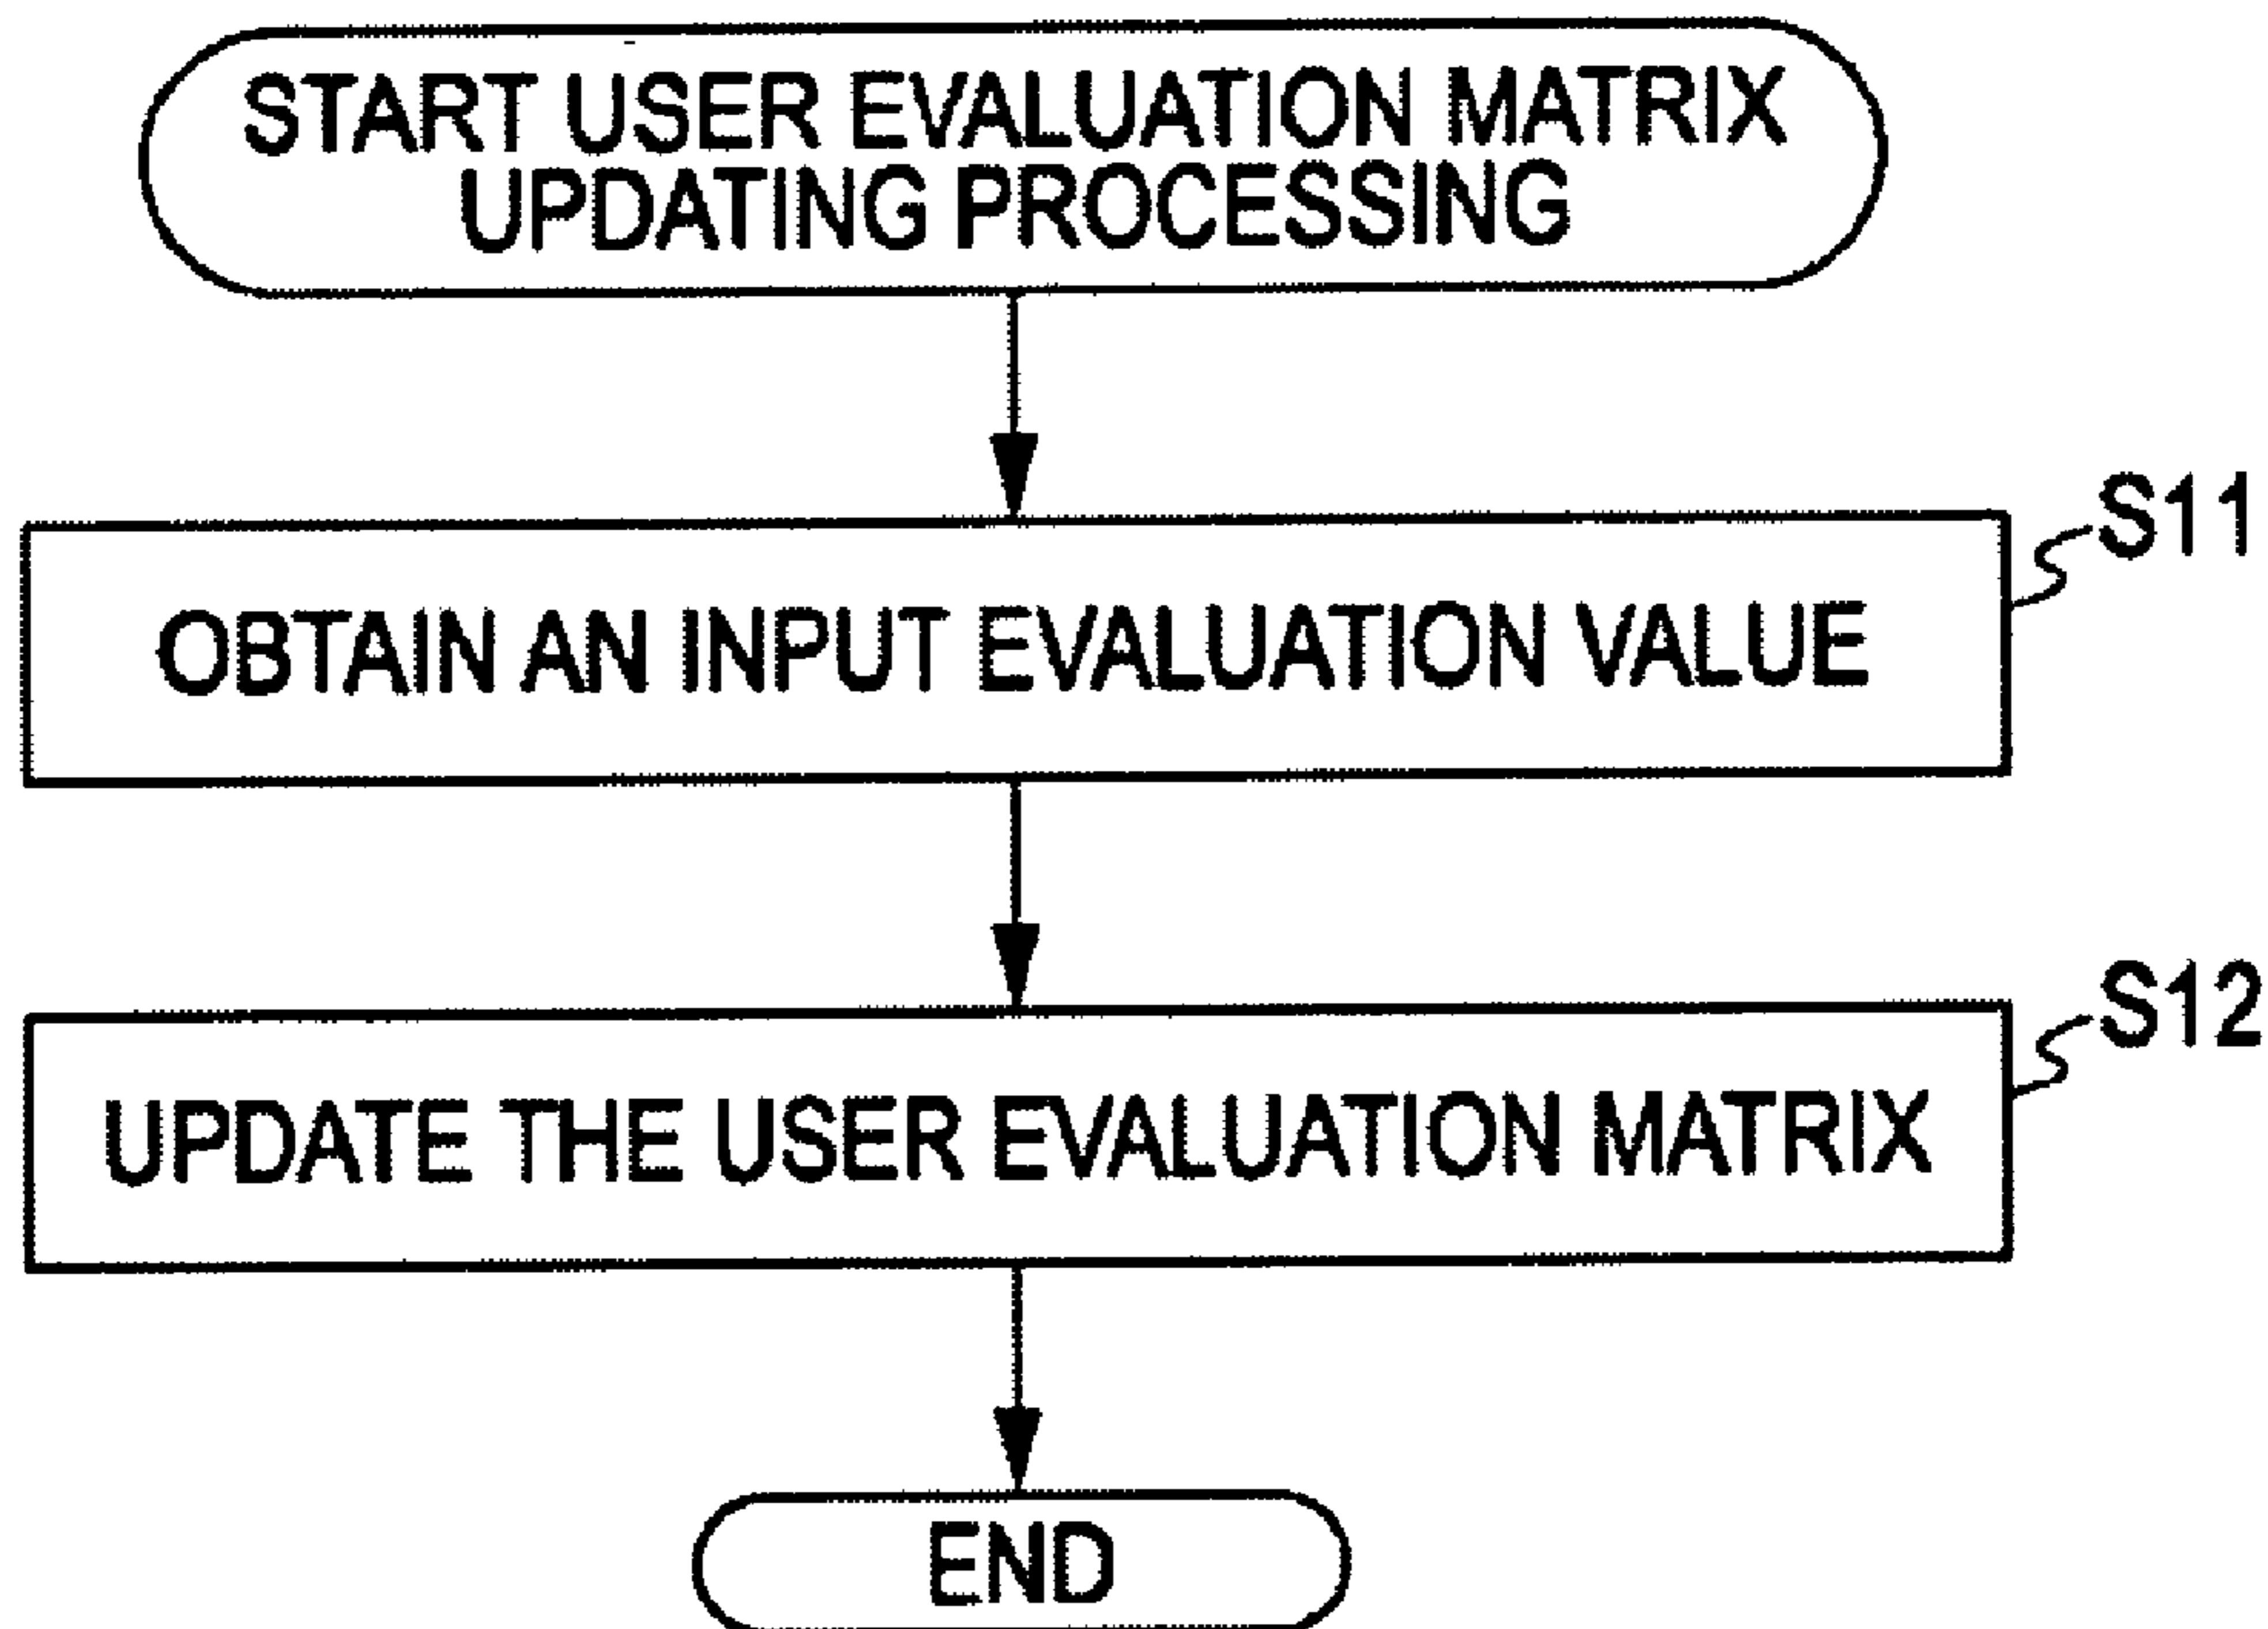 START USER EVALUATION MATRIX
UPDATING PROCESSING
S11
OBTAIN AN INPUT EVALUATION VALUE
S12
UPDATE THE USER EVALUATION MATRIX
END